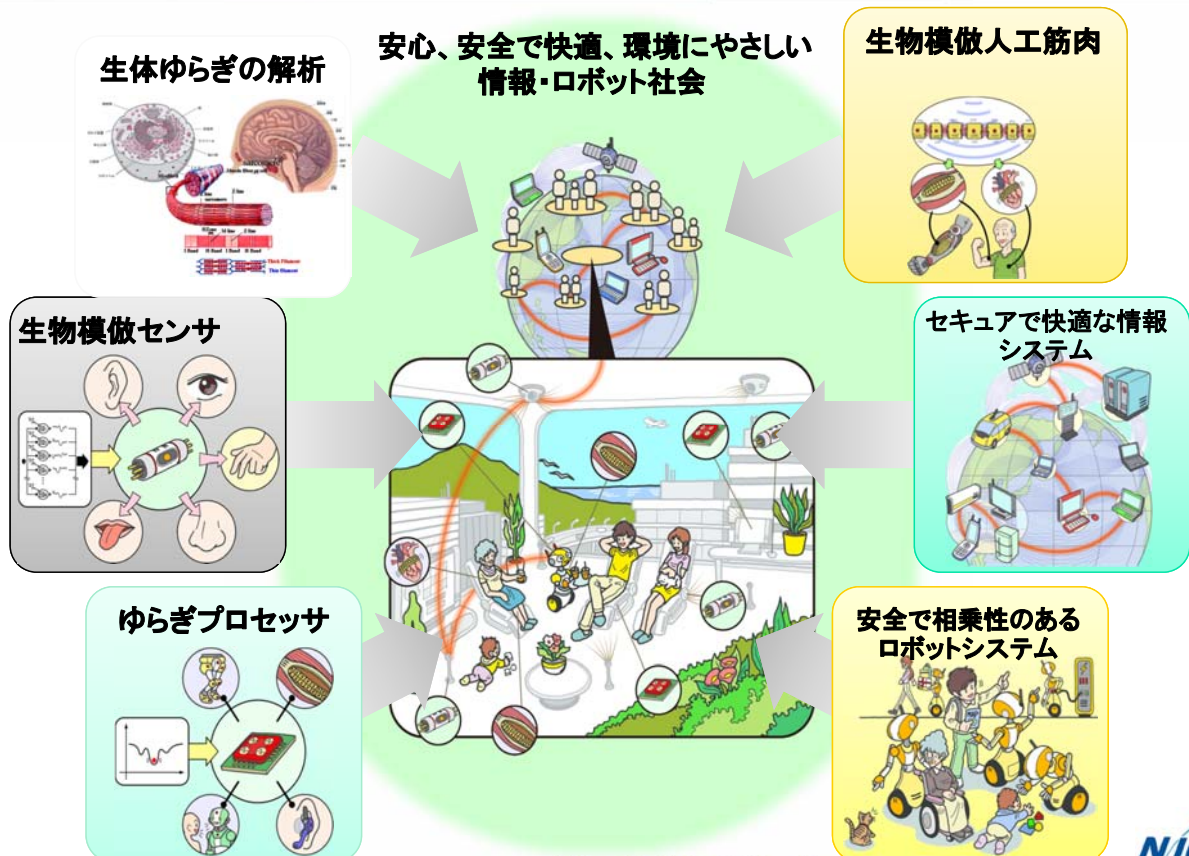 安心、安全で快適、環境にやさしい
情報・ロボット社会
生体ゆらぎの解析
生物模倣人工筋肉
生物模倣センサ
セキュアで快適な情報
システム
ゆらぎプロセッサ
安全で相乗性のある
ロボットシステム